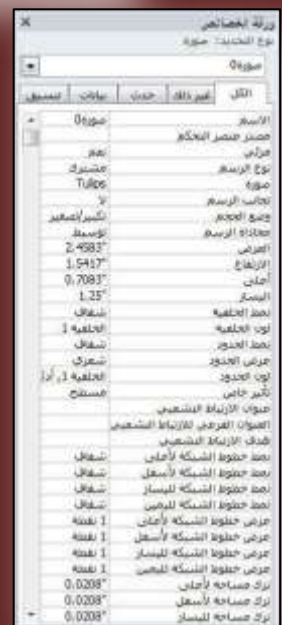 ورقة الخصائص
نوع التحديد: صورة
صورة0
الكل غير ذلك حدث بيانات تنسيق
الاسم صورة0
مصدر عنصر التحكم
مرئي نعم
نوع الرسم مشترك
صورة Tulips
تجانب الرسم لا
وضع الحجم تكبير/تصغير
محاذاة الرسم توسيط
العرض 2.4583"
الارتفاع 1.5417"
أعلى 0.7083"
اليسار 1.25"
نمط الخلفية شفاف
لون الخلفية الخلفية 1
نمط الحدود شفاف
عرض الحدود شعري
لون الحدود الخلفية 1, أدا
تأثير خاص مسطح
عنوان الارتباط التشعبي
العنوان الفرعي للارتباط التشعبي
هدف الارتباط التشعبي
نمط خطوط الشبكة لأعلى شفاف
نمط خطوط الشبكة لأسفل شفاف
نمط خطوط الشبكة لليسار شفاف
نمط خطوط الشبكة لليمين شفاف
عرض خطوط الشبكة لأعلى 1 نقطة
عرض خطوط الشبكة لأسفل 1 نقطة
عرض خطوط الشبكة لليسار 1 نقطة
عرض خطوط الشبكة لليمين 1 نقطة
ترك مساحة لأعلى 0.0208"
ترك مساحة لأسفل 0.0208"
ترك مساحة لليسار 0.0208"